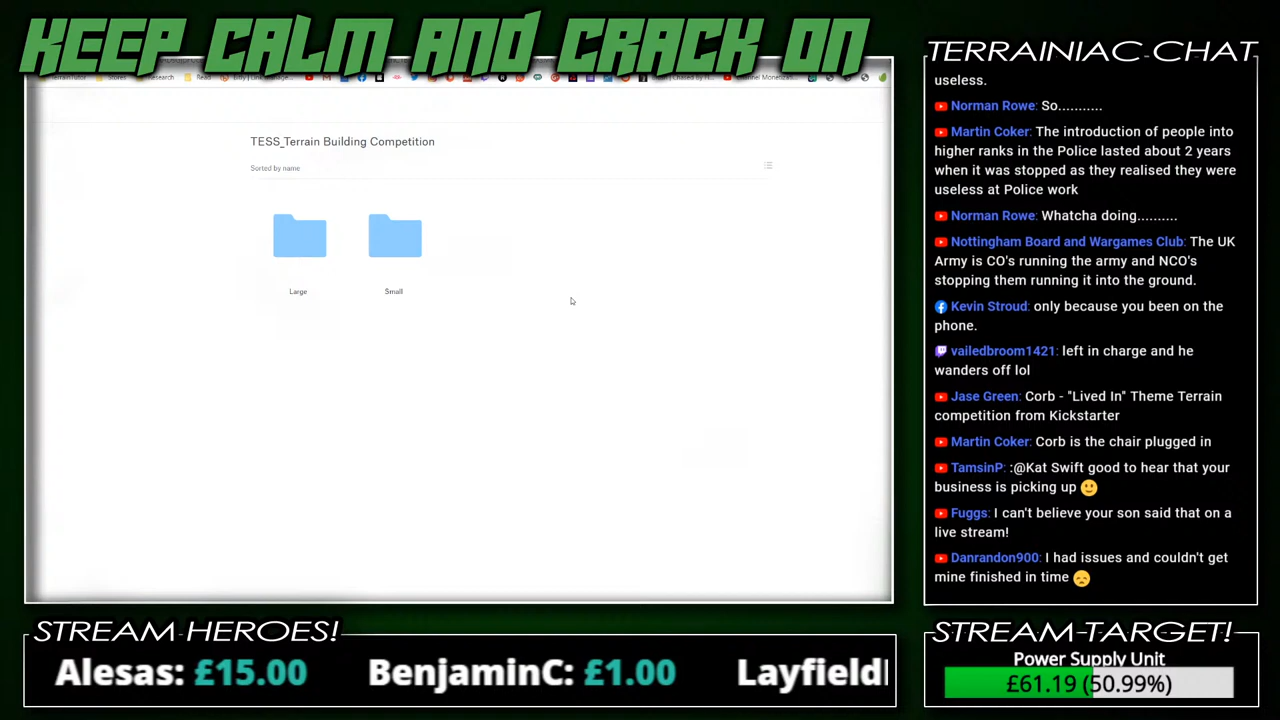 KEEP CALM AND CRACK ON
Stores
Read
TESS_Terrain Building Competition
Sorted by name
Large
Small
TERRAINIAC CHAT
useless.
Norman Rowe: So...........
Martin Coker: The introduction of people into
higher ranks in the Police lasted about 2 years
when it was stopped as they realised they were
useless at Police work
Norman Rowe: Whatcha doing..........
Nottingham Board and Wargames Club: The UK
Army is CO's running the army and NCO's
stopping them running it into the ground.
Kevin Stroud: only because you been on the
phone.
vailedbroom1421: left in charge and he
wanders off lol
Jase Green: Corb - "Lived In" Theme Terrain
competition from Kickstarter
Martin Coker: Corb is the chair plugged in
TamsinP: :@Kat Swift good to hear that your
business is picking up
Fuggs: I can't believe your son said that on a
live stream!
Danrandon900: I had issues and couldn't get
mine finished in time
STREAM HEROES!
Alesas: £15.00 BenjaminC: £1.00 Layfield
STREAM TARGET!
Power Supply Unit
£61.19 (50.99%)